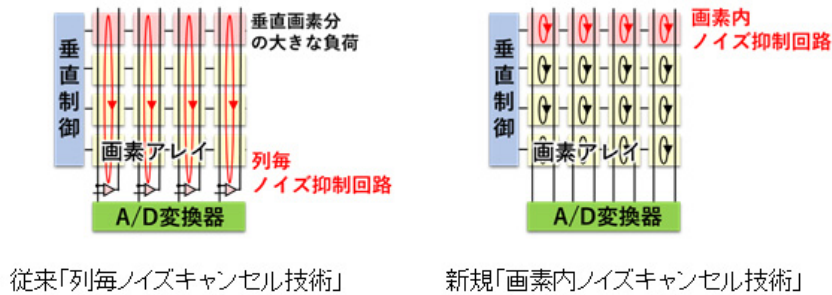 垂直画素分
の大きな負荷
垂直制御
画素アレイ
列毎
ノイズ抑制回路
A/D変換器
従来「列毎ノイズキャンセル技術」
画素内
ノイズ抑制回路
垂直制御
画素アレイ
A/D変換器
新規「画素内ノイズキャンセル技術」